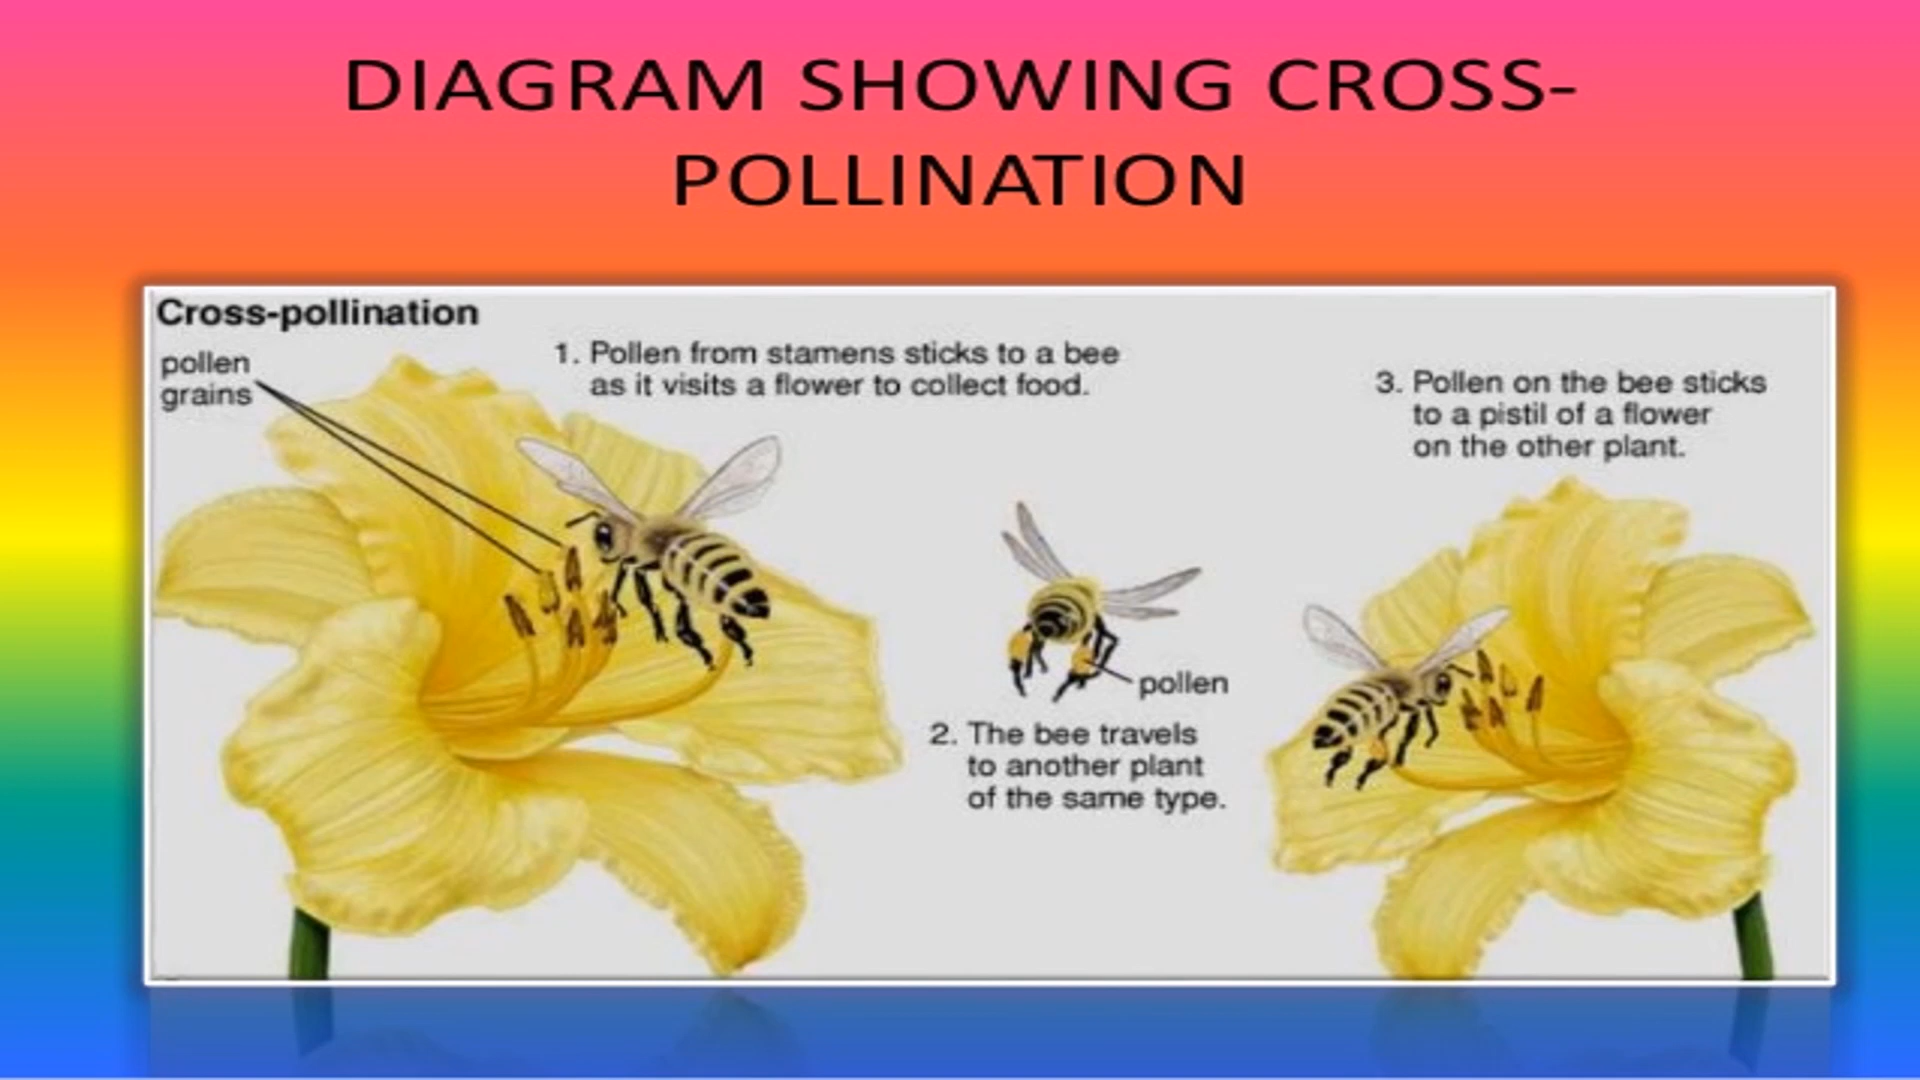 DIAGRAM SHOWING CROSS-
POLLINATION
Cross-pollination
pollen
grains
1. Pollen from stamens sticks to a bee
as it visits a flower to collect food.
pollen
2. The bee travels
to another plant
of the same type.
3. Pollen on the bee sticks
to a pistil of a flower
on the other plant.